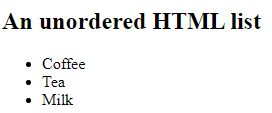 An unordered HTML list
• Coffee
• Tea
• Milk